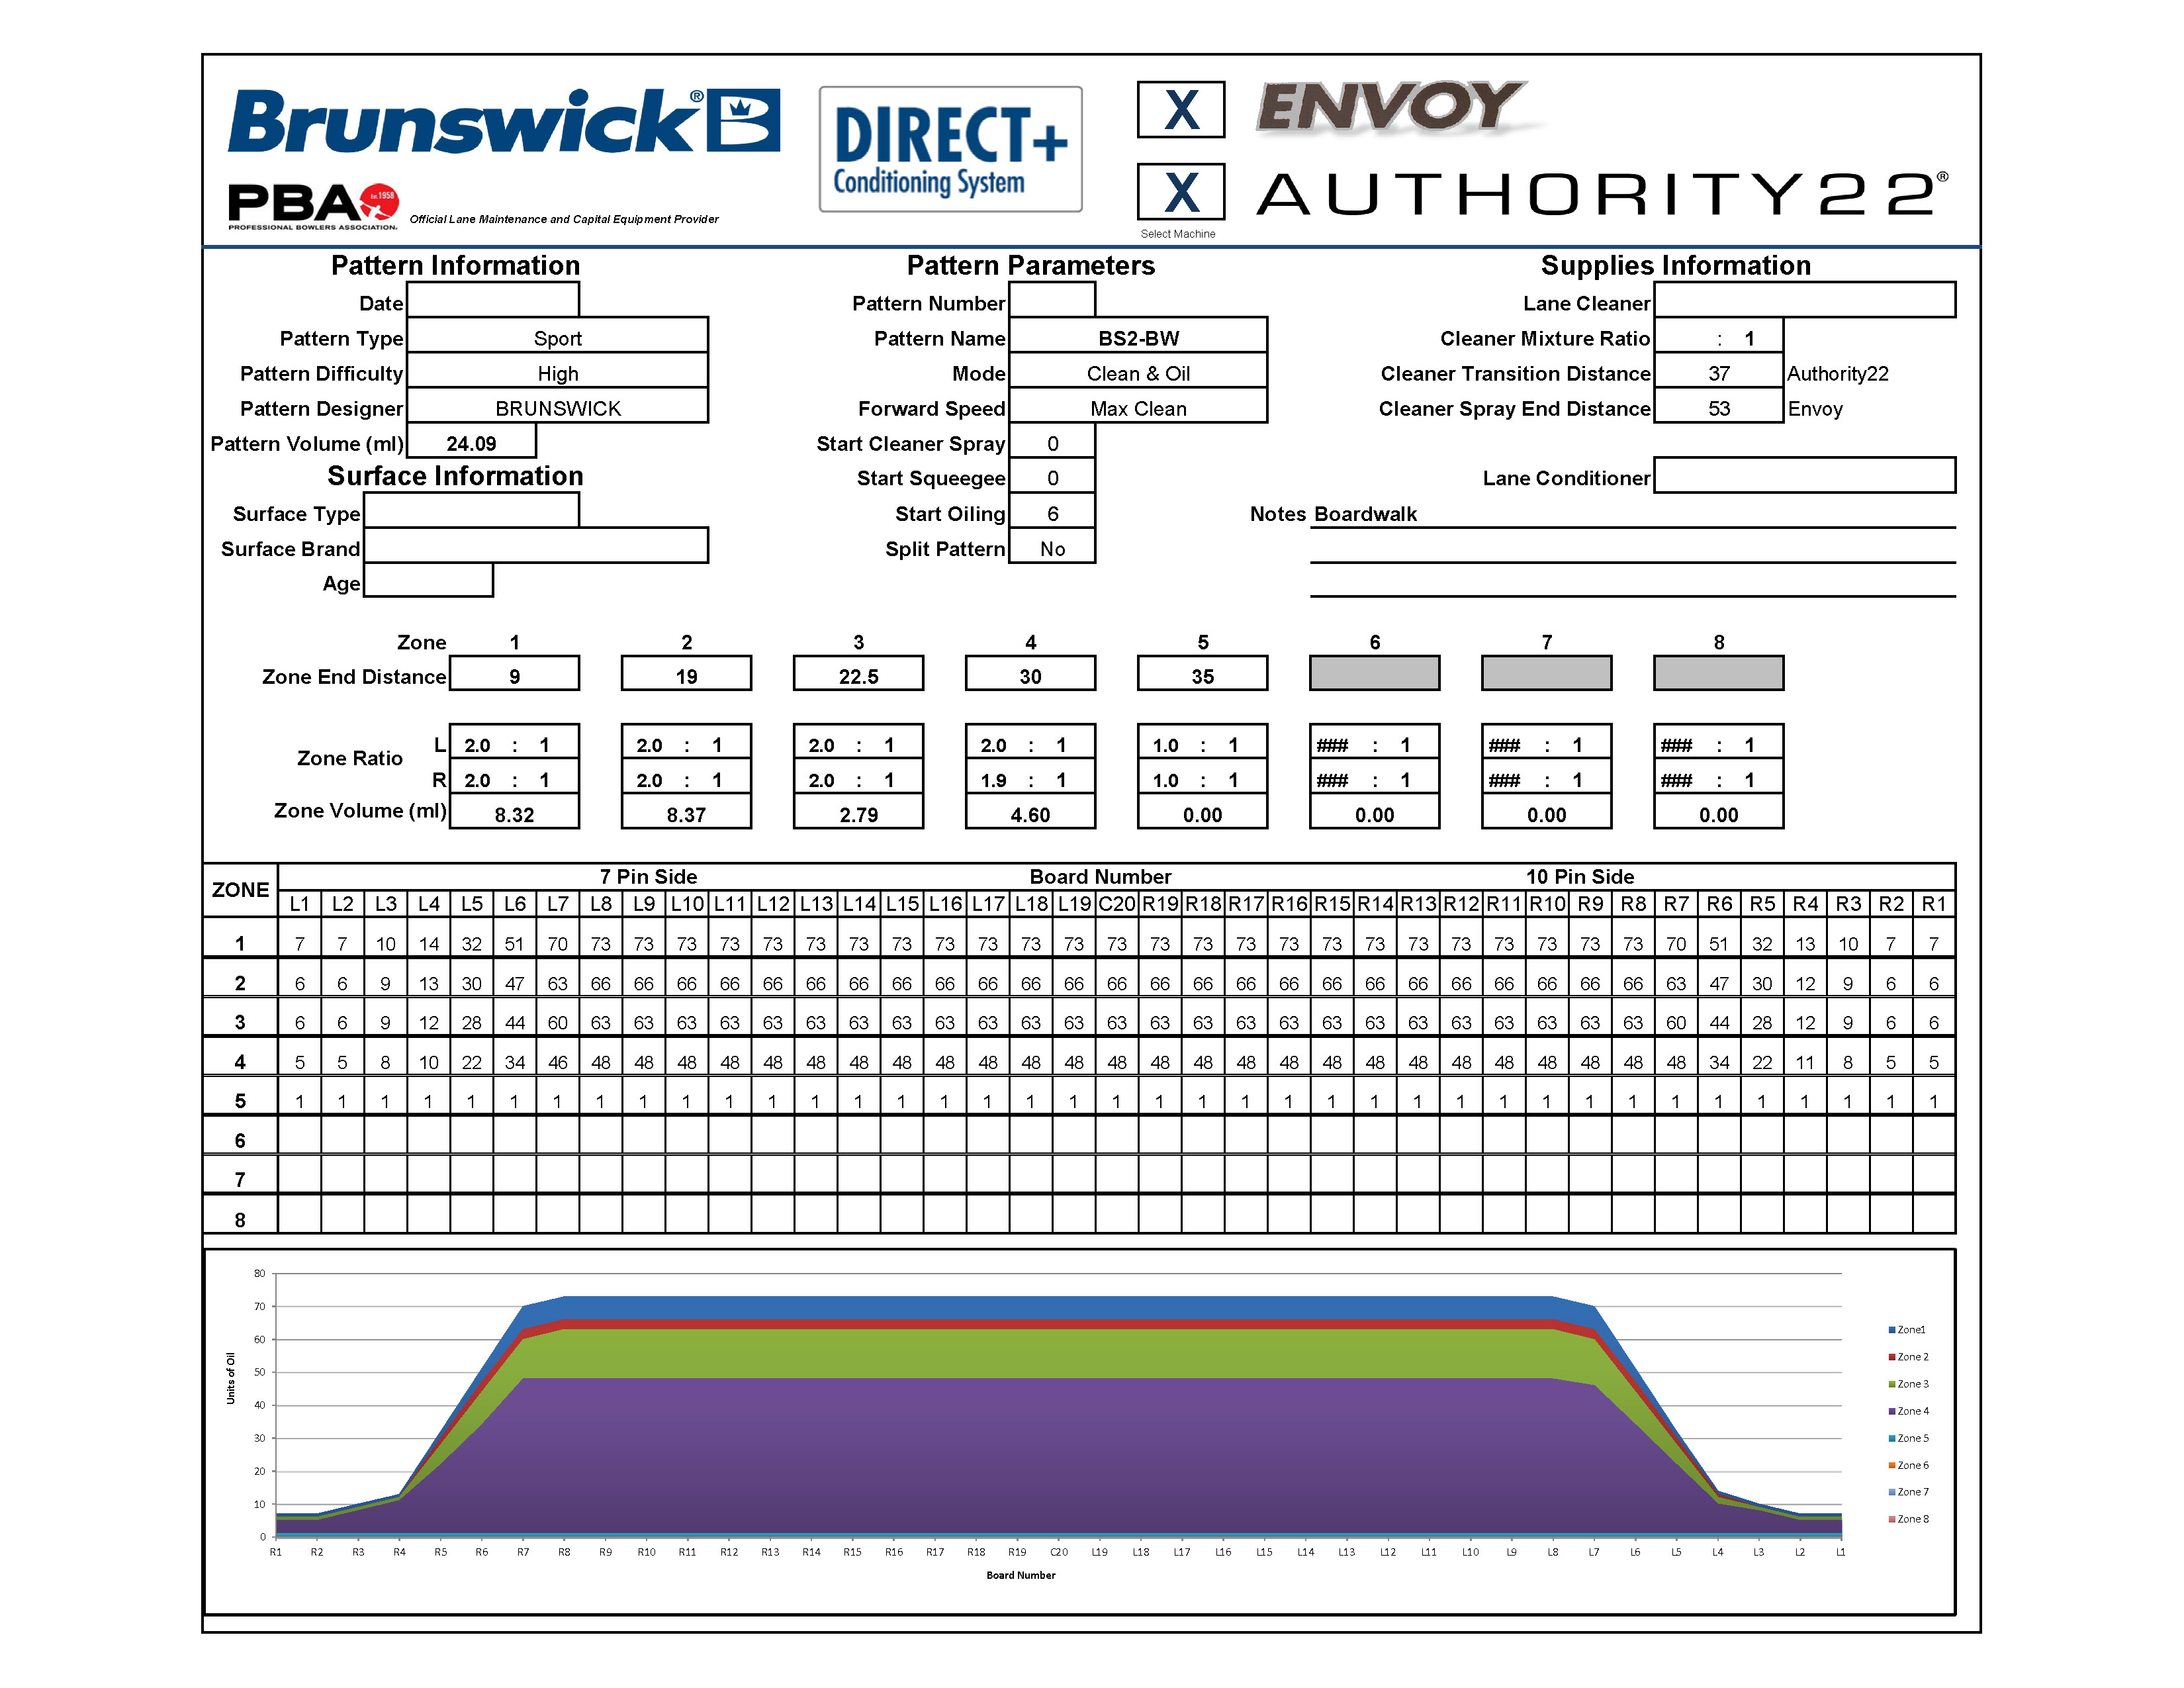 Brunswick® B
DIRECT+
Conditioning System
X ENVOY
X AUTHORITY22®
Select Machine
PBA est.1958
PROFESSIONAL BOWLERS ASSOCIATION.
Official Lane Maintenance and Capital Equipment Provider
Pattern Information Pattern Parameters Supplies Information
Date Pattern Number Lane Cleaner
Pattern Type Sport Pattern Name BS2-BW Cleaner Mixture Ratio : 1
Pattern Difficulty High Mode Clean & Oil Cleaner Transition Distance 37 Authority22
Pattern Designer BRUNSWICK Forward Speed Max Clean Cleaner Spray End Distance 53 Envoy
Pattern Volume (ml) 24.09 Start Cleaner Spray 0
Surface Information Start Squeegee 0 Lane Conditioner
Surface Type Start Oiling 6 Notes Boardwalk
Surface Brand Split Pattern No
Age
Zone 1 2 3 4 5 6 7 8
Zone End Distance 9 19 22.5 30 35
Zone Ratio
L 2.0 : 1 2.0 : 1 2.0 : 1 2.0 : 1 1.0 : 1 ### : 1 ### : 1 ### : 1
R 2.0 : 1 2.0 : 1 2.0 : 1 1.9 : 1 1.0 : 1 ### : 1 ### : 1 ### : 1
Zone Volume (ml) 8.32 8.37 2.79 4.60 0.00 0.00 0.00 0.00
ZONE 7 Pin Side Board Number 10 Pin Side
L1 L2 L3 L4 L5 L6 L7 L8 L9 L10 L11 L12 L13 L14 L15 L16 L17 L18 L19 C20 R19 R18 R17 R16 R15 R14 R13 R12 R11 R10 R9 R8 R7 R6 R5 R4 R3 R2 R1
1 7 7 10 14 32 51 70 73 73 73 73 73 73 73 73 73 73 73 73 73 73 73 73 73 73 73 73 73 73 73 73 73 70 51 32 13 10 7 7
2 6 6 9 13 30 47 63 66 66 66 66 66 66 66 66 66 66 66 66 66 66 66 66 66 66 66 66 66 66 66 66 66 63 47 30 12 9 6 6
3 6 6 9 12 28 44 60 63 63 63 63 63 63 63 63 63 63 63 63 63 63 63 63 63 63 63 63 63 63 63 63 63 60 44 28 12 9 6 6
4 5 5 8 10 22 34 46 48 48 48 48 48 48 48 48 48 48 48 48 48 48 48 48 48 48 48 48 48 48 48 48 48 48 34 22 11 8 5 5
5 1 1 1 1 1 1 1 1 1 1 1 1 1 1 1 1 1 1 1 1 1 1 1 1 1 1 1 1 1 1 1 1 1 1 1 1 1 1 1
6
7
8
80
70
60
50
40
30
20
10
0
Units of Oil
R1 R2 R3 R4 R5 R6 R7 R8 R9 R10 R11 R12 R13 R14 R15 R16 R17 R18 R19 C20 L19 L18 L17 L16 L15 L14 L13 L12 L11 L10 L9 L8 L7 L6 L5 L4 L3 L2 L1
Board Number
Zone1
Zone 2
Zone 3
Zone 4
Zone 5
Zone 6
Zone 7
Zone 8